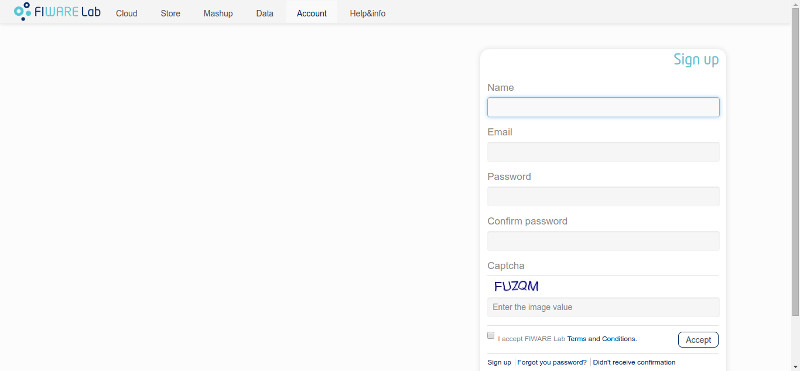 FIWARE Lab Cloud Store Mashup Data Account Help&info
Sign up
Name
Email
Password
Confirm password
Captcha
FUZQM
Enter the image value
I accept FIWARE Lab Terms and Conditions. Accept
Sign up Forgot you password? Didn't receive confirmation